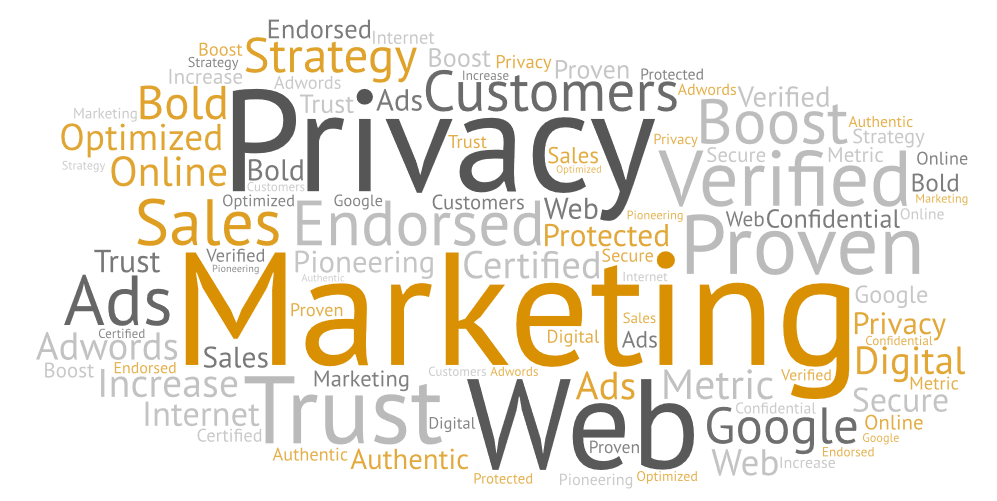 Endorsed
Internet
Boost
Strategy
Boost
Privacy
Strategy
Increase
Proven
Increase
Protected
Adwords
Customers
Adwords
Bold
Trust
Ads
Verified
Marketing
Privacy
Boost
Authentic
Optimized
Trust
Privacy
Strategy
Strategy
Online
Bold
Sales
Optimized
Secure
Metric
Online
Customers
Verified
Bold
Optimized
Google
Customers
Web
Marketing
Sales
Endorsed
Pioneering
Web
Confidential
Online
Protected
Proven
Trust
Verified
Pioneering
Pioneering
Certified
Secure
Authentic
Internet
Ads
Marketing
Google
Proven
Sales
Privacy
Certified
Digital
Ads
Confidential
Adwords
Sales
Digital
Boost
Endorsed
Customers
Adwords
Verified
Increase
Marketing
Ads
Metric
Metric
Trust
Web
Secure
Internet
Confidential
Certified
Digital
Google
Online
Google
Proven
Authentic
Authentic
Endorsed
Web
Increase
Protected
Pioneering
Optimized